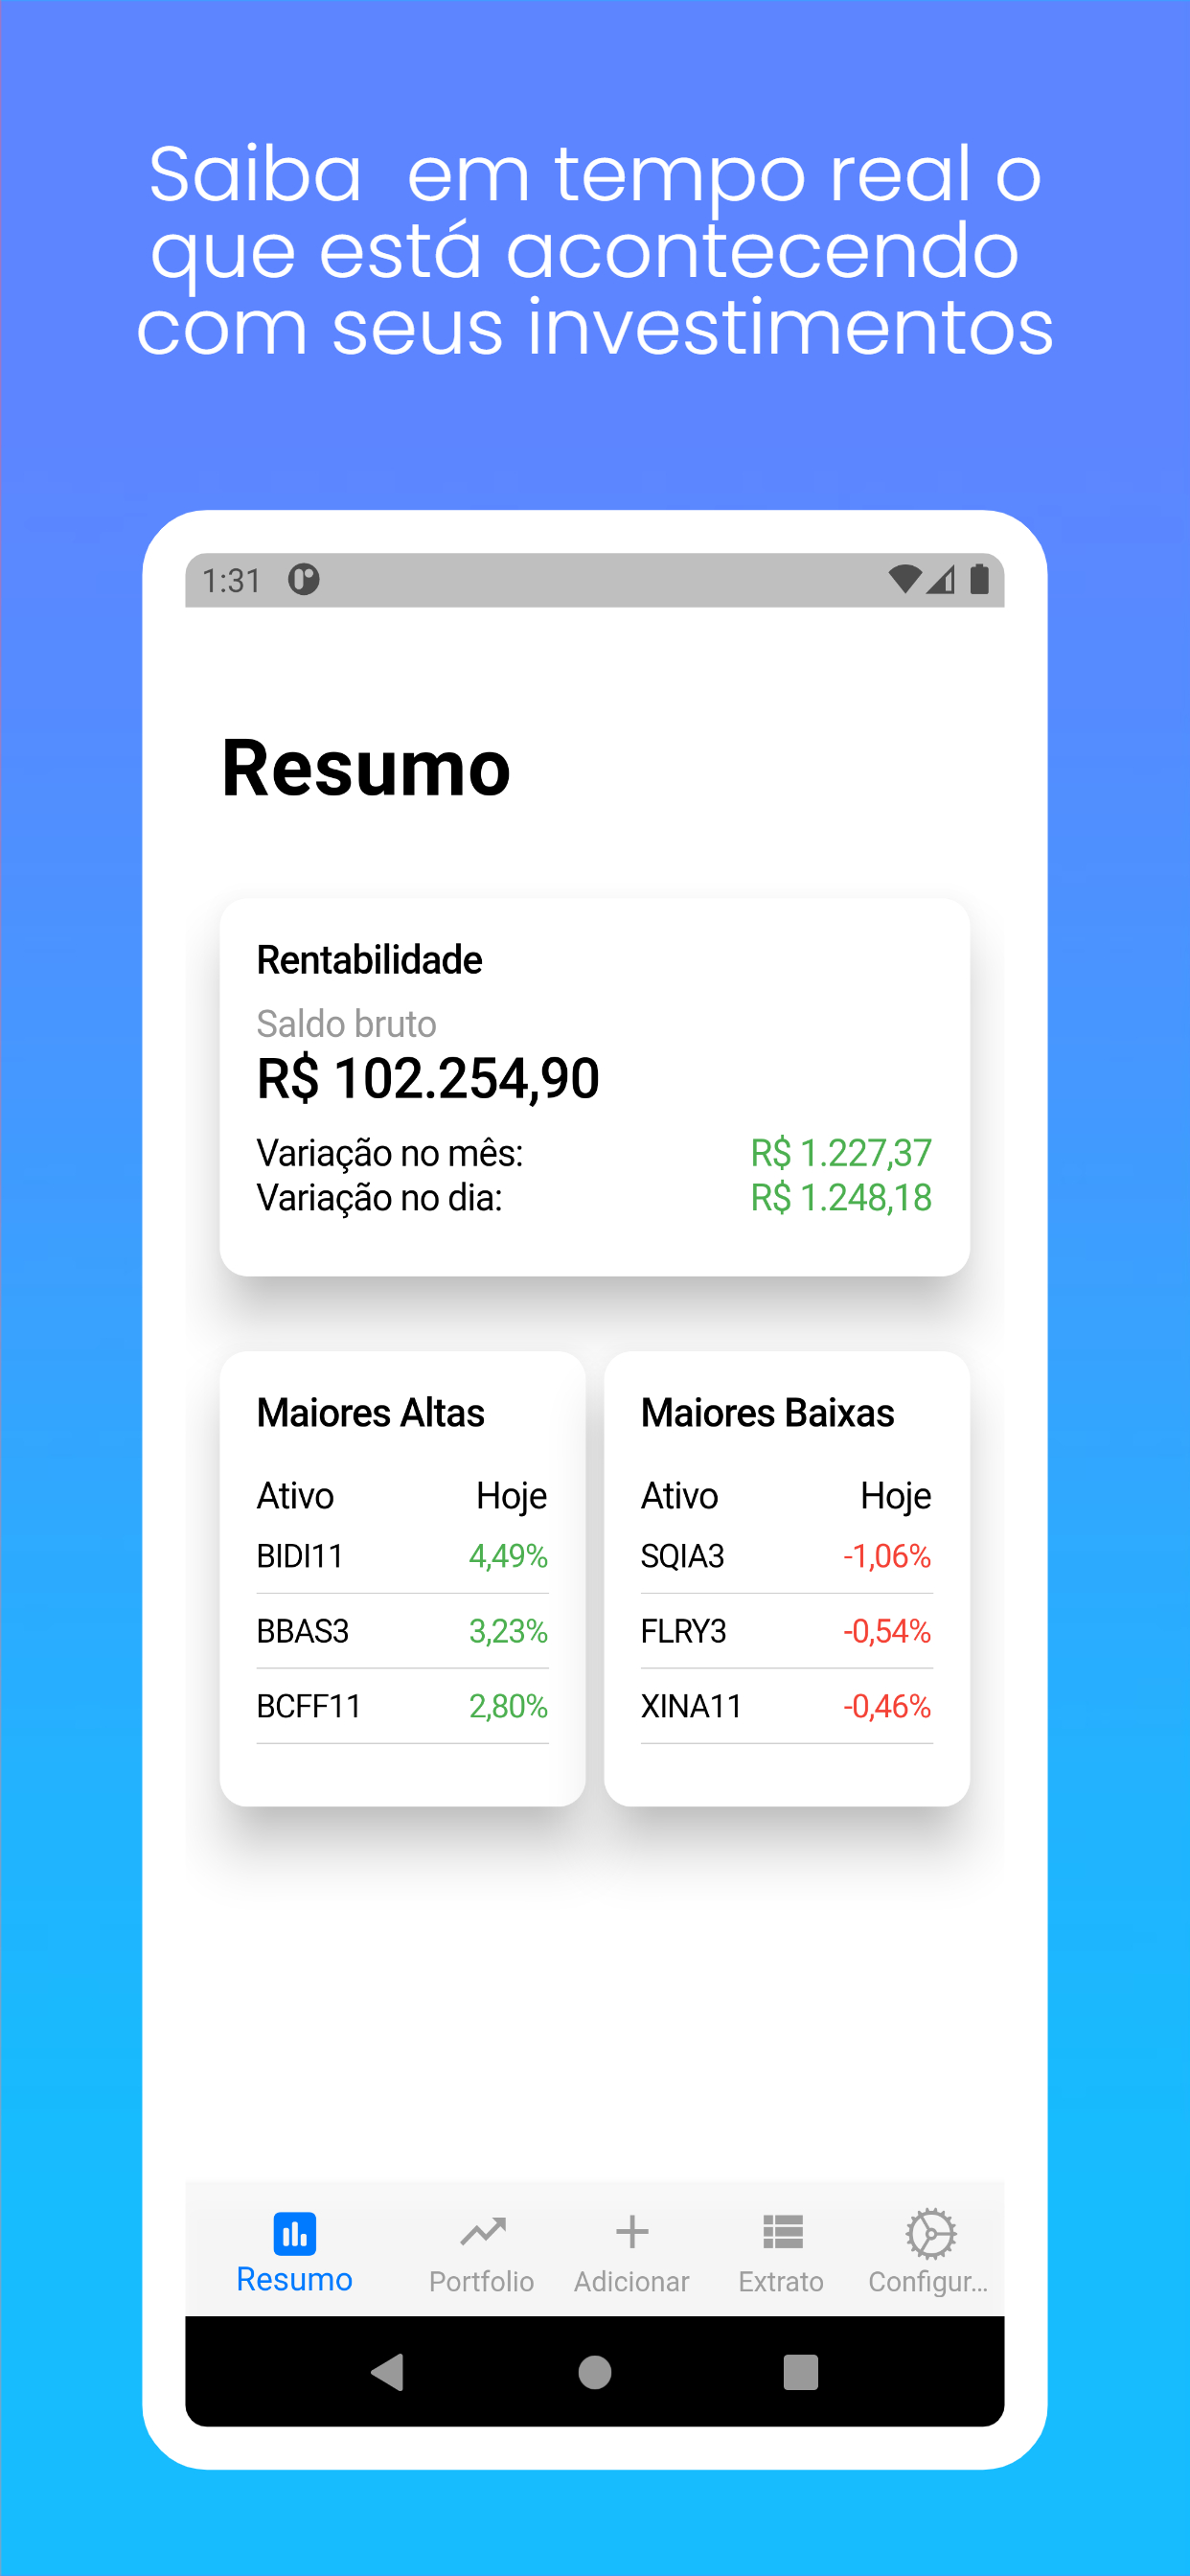 Saiba em tempo real o
que está acontecendo
com seus investimentos
1:31
Resumo
Rentabilidade
Saldo bruto
R$ 102.254,90
Variação no mês: R$ 1.227,37
Variação no dia: R$ 1.248,18
Maiores Altas
Ativo Hoje
BIDI11 4,49%
BBAS3 3,23%
BCFF11 2,80%
Maiores Baixas
Ativo Hoje
SQIA3 -1,06%
FLRY3 -0,54%
XINA11 -0,46%
Resumo Portfolio Adicionar Extrato Configur...